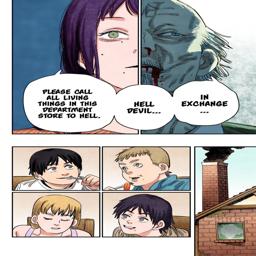 PLEASE CALL
ALL LIVING
THINGS IN THIS
DEPARTMENT
STORE TO HELL.
HELL
DEVIL...
IN
EXCHANGE
...